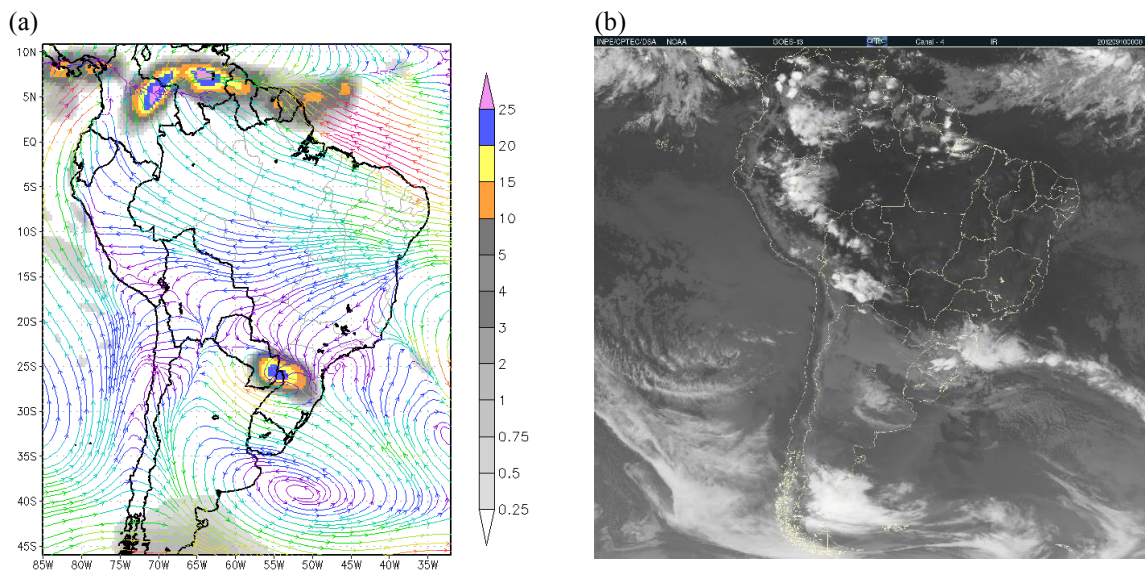 (a)
(b)
INPE/CPTEC/DSA NOAA GOES-13 CPTEC Canal - 4 IR 201209100000
10N
5N
EQ
5S
10S
15S
20S
25S
30S
35S
40S
45S
85W 80W 75W 70W 65W 60W 55W 50W 45W 40W 35W
25
20
15
10
5
4
3
2
1
0.75
0.5
0.25